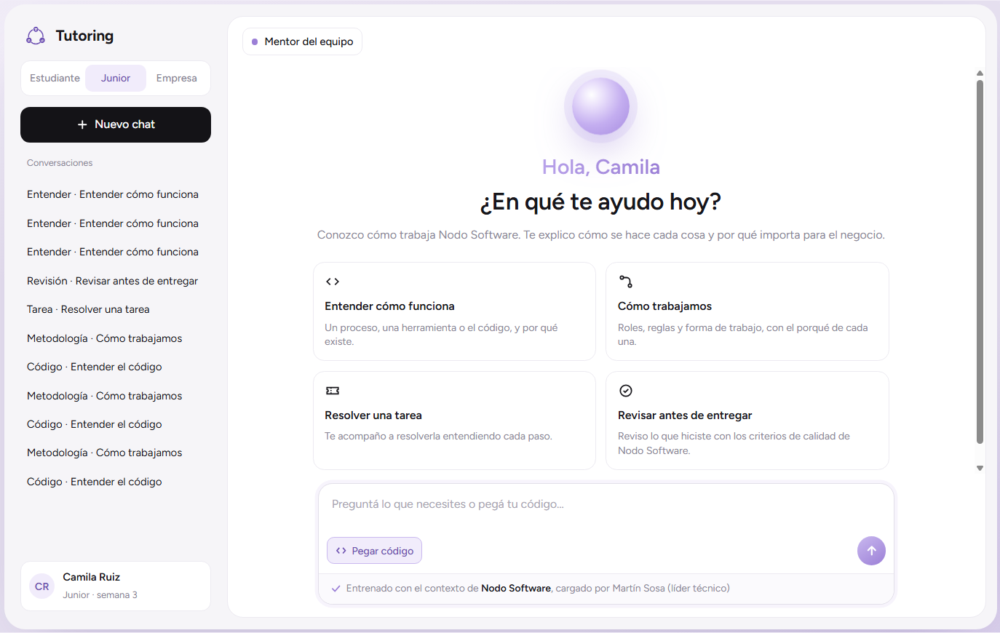 Tutoring
Estudiante
Junior
Empresa
+ Nuevo chat
Conversaciones
Entender · Entender cómo funciona
Entender · Entender cómo funciona
Entender · Entender cómo funciona
Revisión · Revisar antes de entregar
Tarea · Resolver una tarea
Metodología · Cómo trabajamos
Código · Entender el código
Metodología · Cómo trabajamos
Código · Entender el código
Metodología · Cómo trabajamos
Código · Entender el código
CR
Camila Ruiz
Junior · semana 3
Mentor del equipo
Hola, Camila
¿En qué te ayudo hoy?
Conozco cómo trabaja Nodo Software. Te explico cómo se hace cada cosa y por qué importa para el negocio.
Entender cómo funciona
Un proceso, una herramienta o el código, y por qué
existe.
Cómo trabajamos
Roles, reglas y forma de trabajo, con el porqué de cada
una.
Resolver una tarea
Te acompaño a resolverla entendiendo cada paso.
Revisar antes de entregar
Reviso lo que hiciste con los criterios de calidad de
Nodo Software.
Preguntá lo que necesites o pegá tu código...
Pegar código
Entrenado con el contexto de Nodo Software, cargado por Martín Sosa (líder técnico)